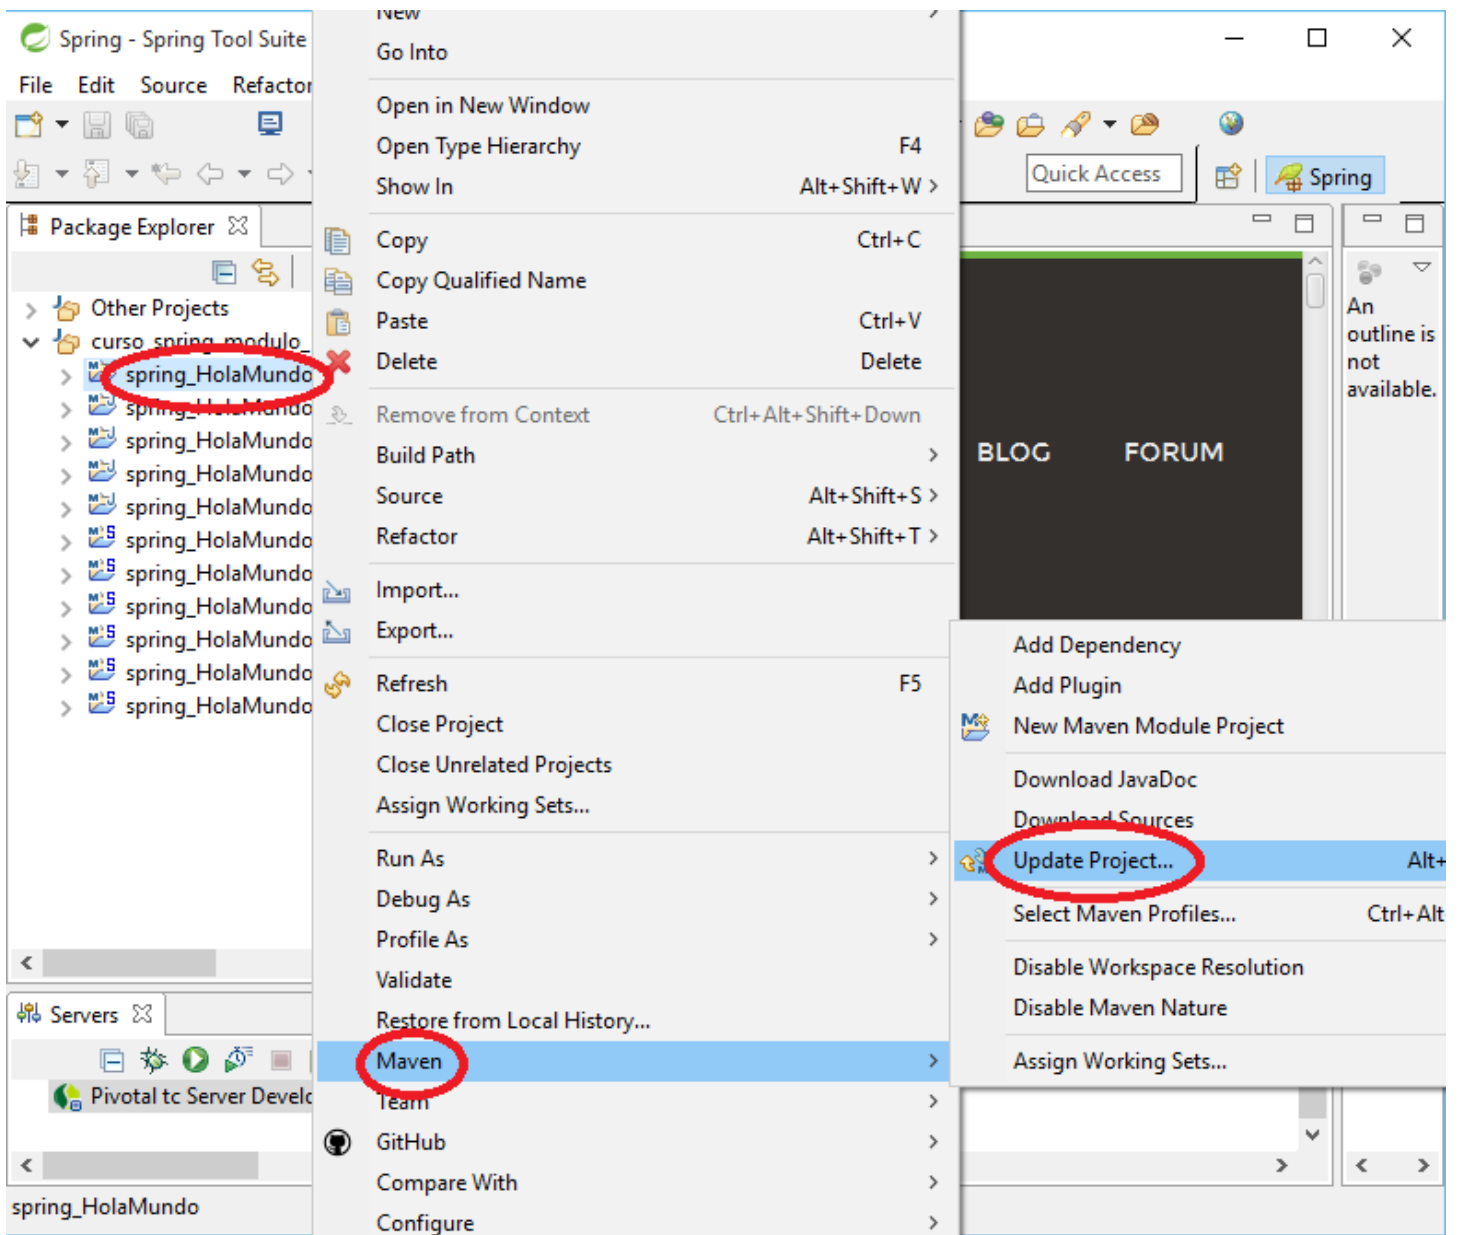 Spring - Spring Tool Suite
File Edit Source Refactor
Quick Access
Spring
Package Explorer
Other Projects
curso_spring_modulo_
spring_HolaMundo
spring_HolaMundo
spring_HolaMundo
spring_HolaMundo
spring_HolaMundo
spring_HolaMundo
spring_HolaMundo
spring_HolaMundo
spring_HolaMundo
spring_HolaMundo
spring_HolaMundo
Servers
Pivotal tc Server Develo
spring_HolaMundo
New
Go Into
Open in New Window
Open Type Hierarchy F4
Show In Alt+Shift+W >
Copy Ctrl+C
Copy Qualified Name
Paste Ctrl+V
Delete Delete
Remove from Context Ctrl+Alt+Shift+Down
Build Path >
Source Alt+Shift+S >
Refactor Alt+Shift+T >
Import...
Export...
Refresh F5
Close Project
Close Unrelated Projects
Assign Working Sets...
Run As >
Debug As >
Profile As >
Validate
Restore from Local History...
Maven >
Team >
GitHub >
Compare With >
Configure >
Add Dependency
Add Plugin
New Maven Module Project
Download JavaDoc
Download Sources
Update Project... Alt+
Select Maven Profiles... Ctrl+Alt
Disable Workspace Resolution
Disable Maven Nature
Assign Working Sets...
BLOG FORUM
An
outline is
not
available.